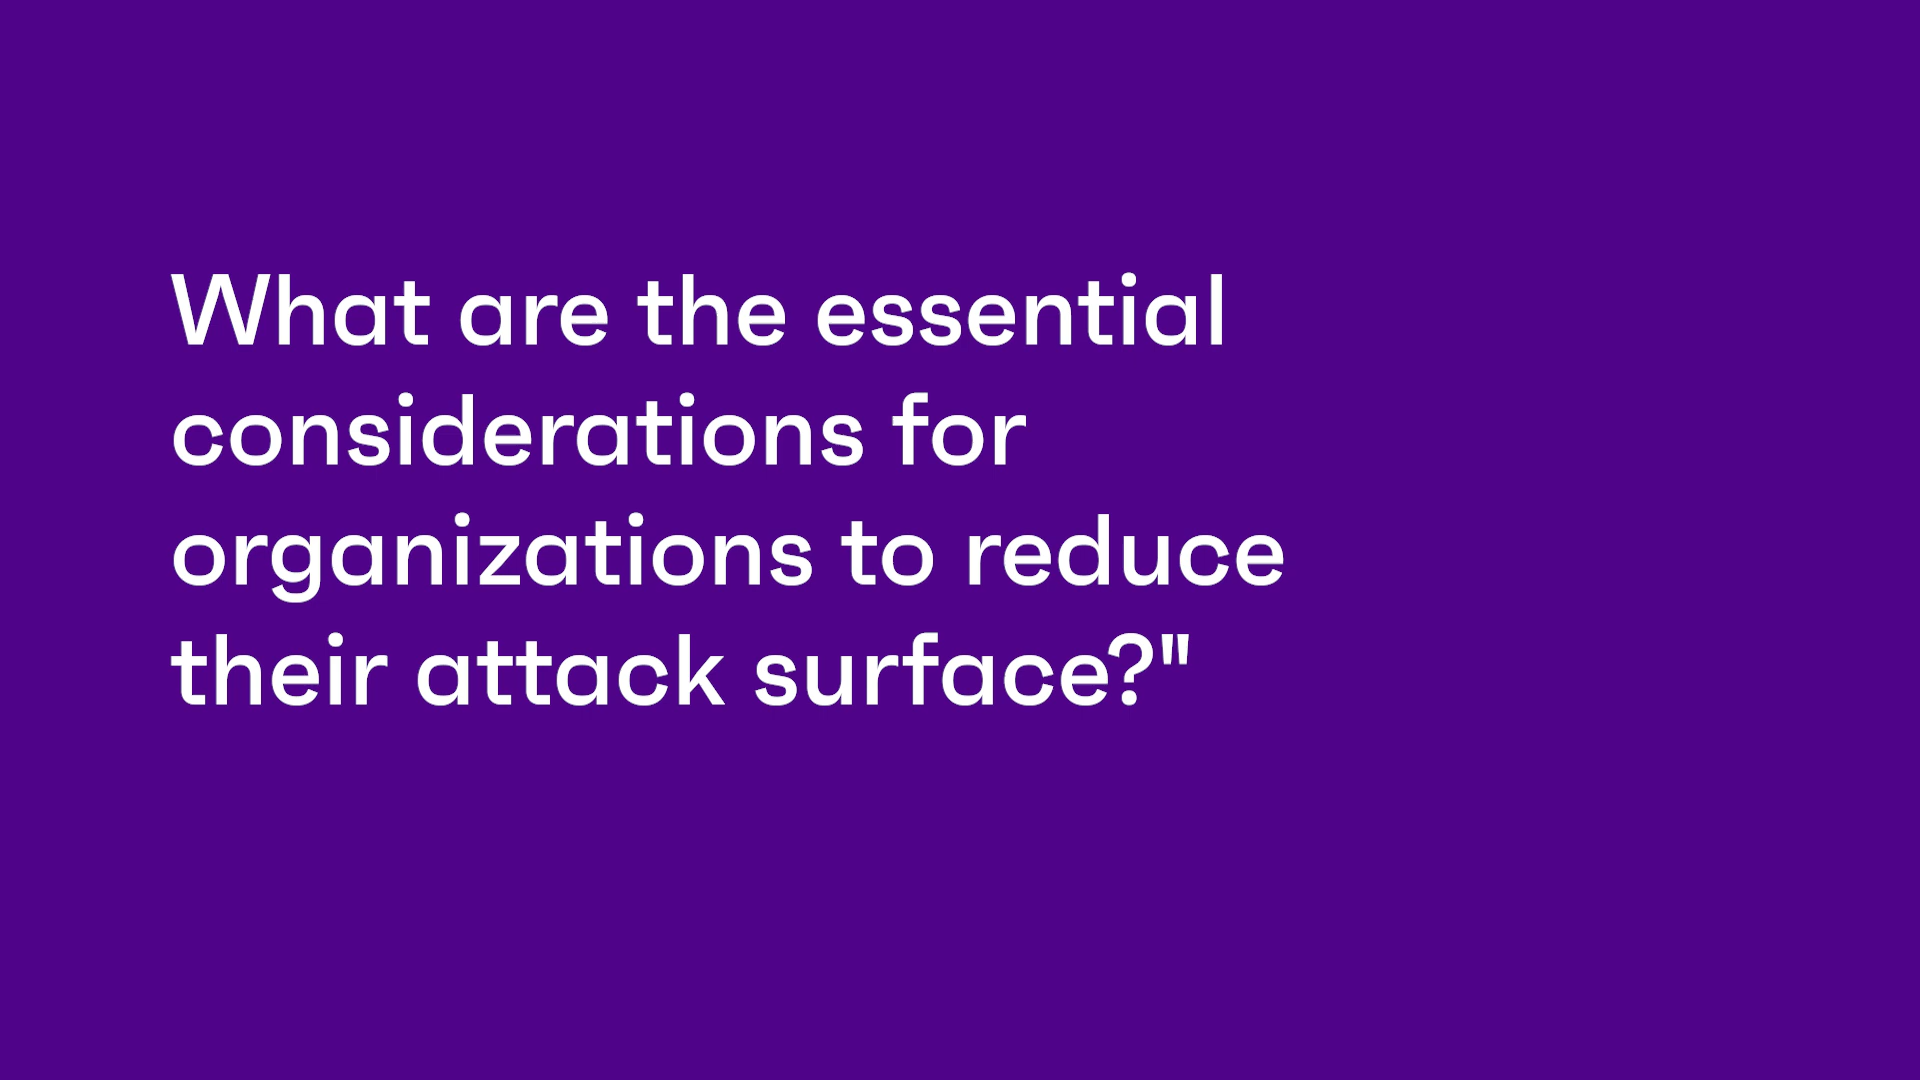 What are the essential
considerations for
organizations to reduce
their attack surface?"